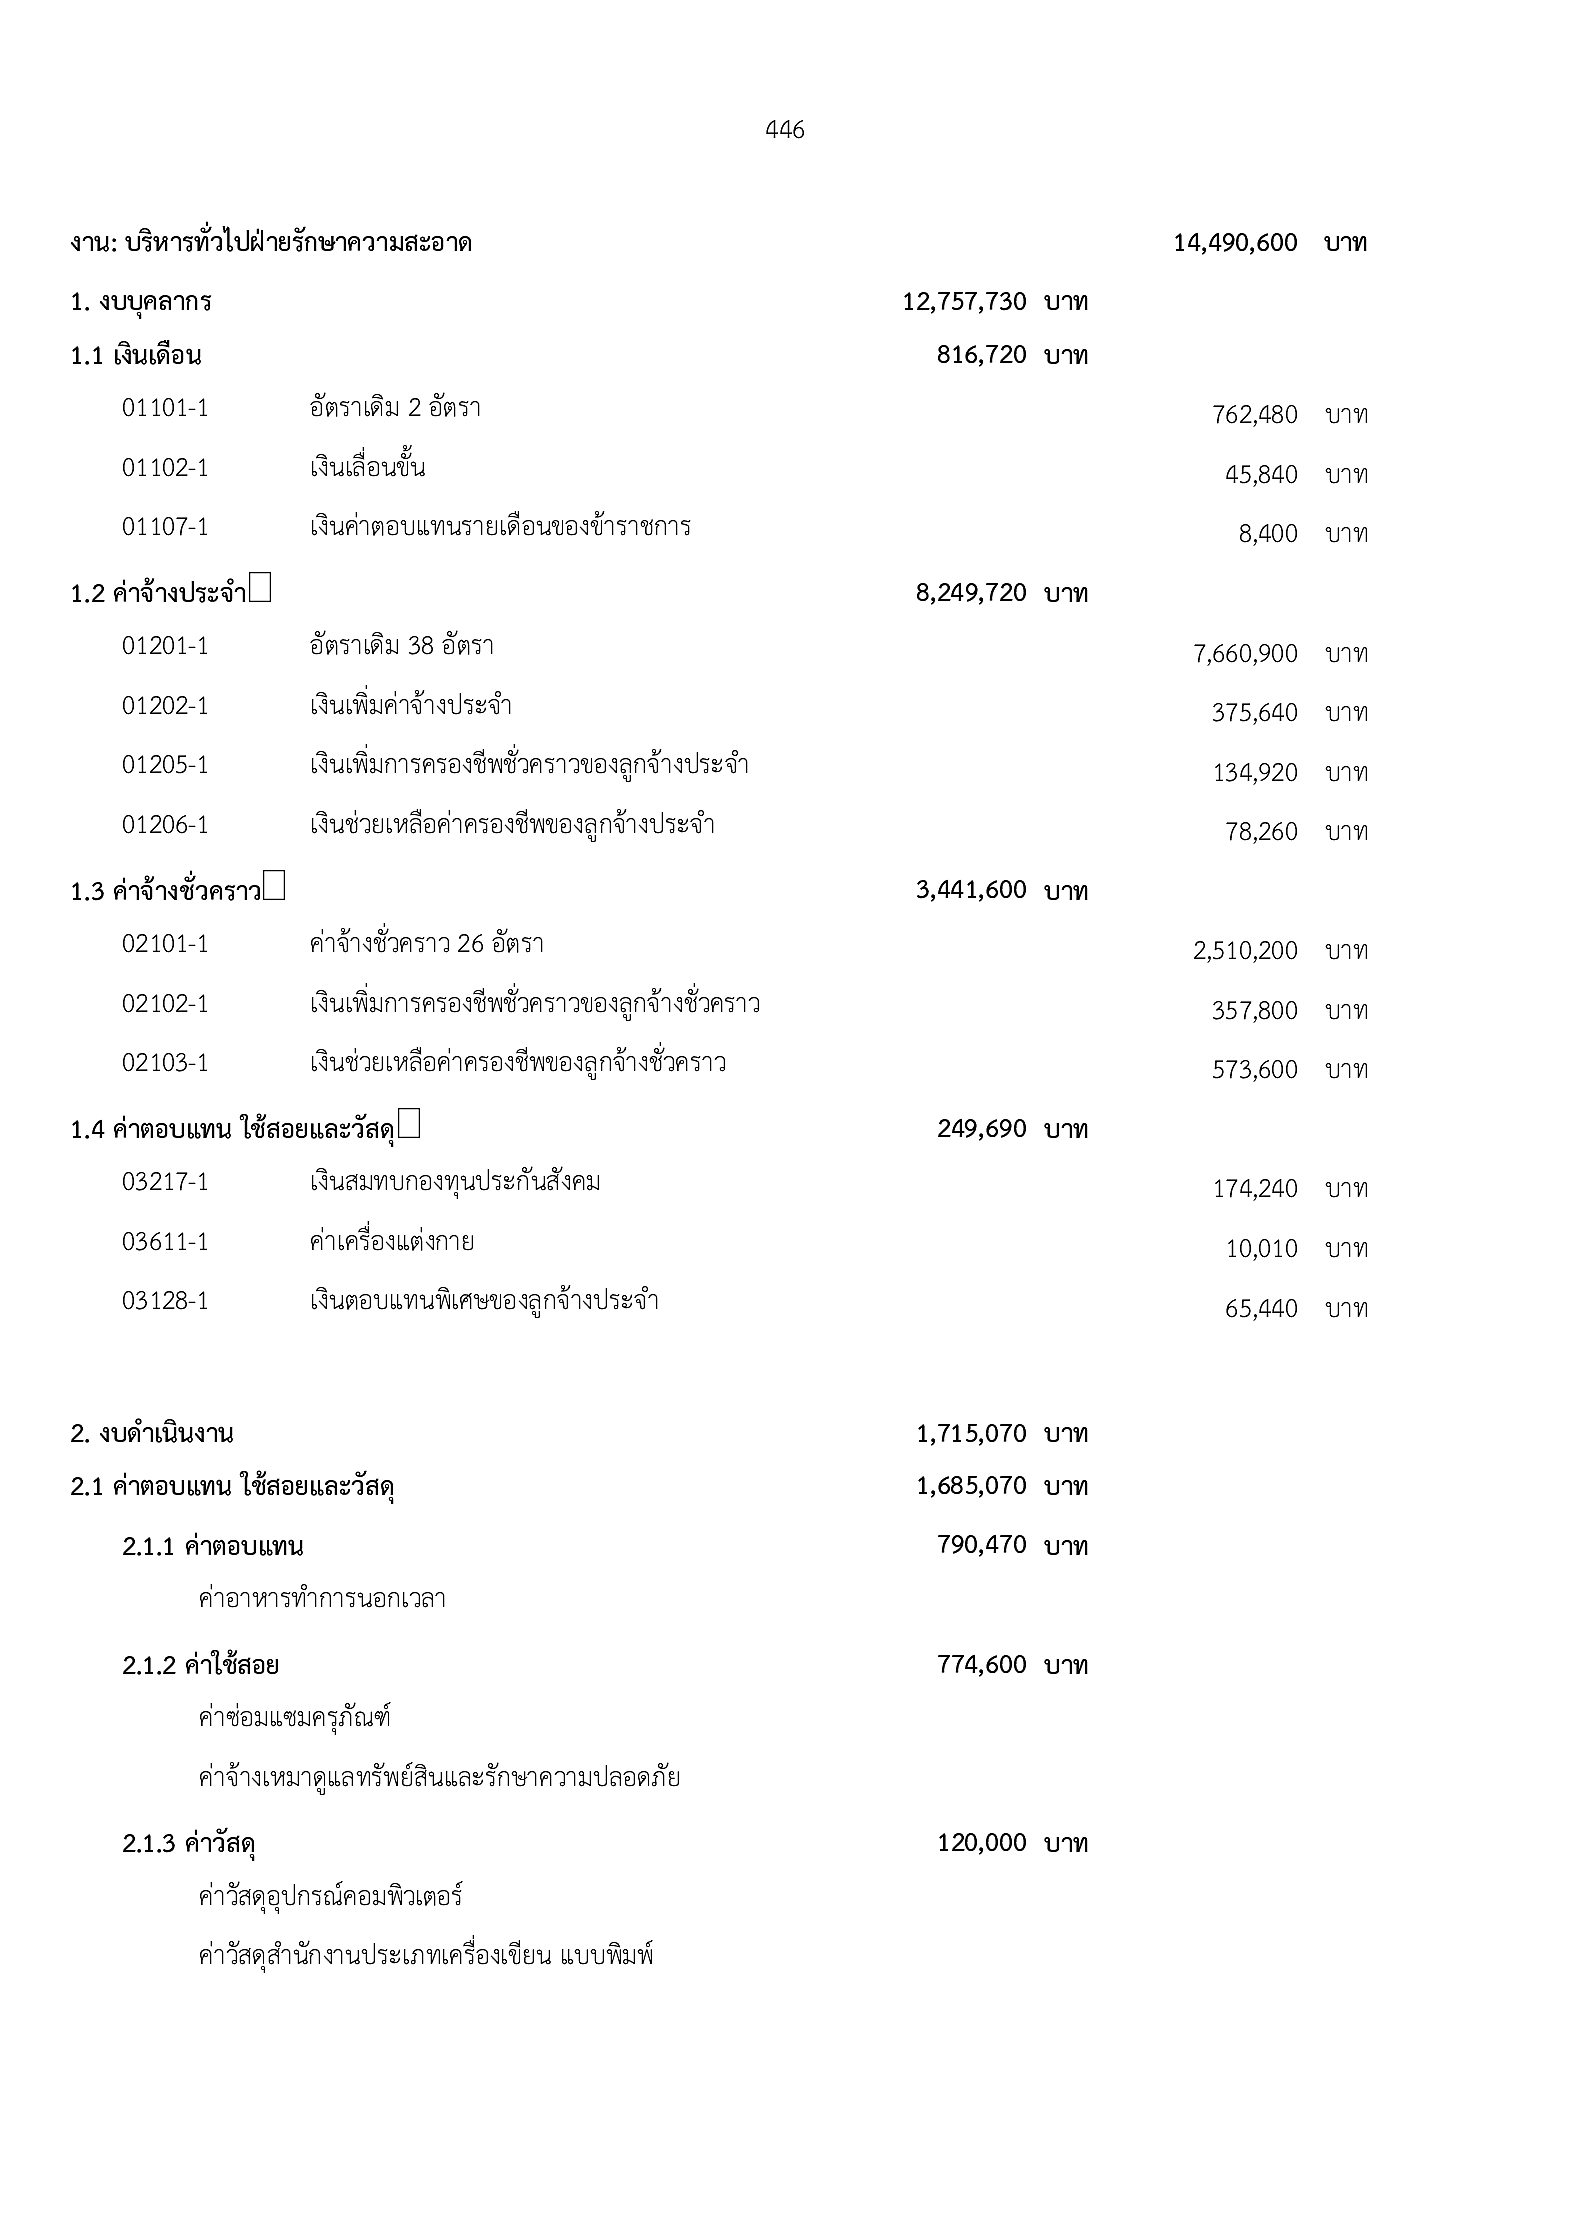 446
งาน: บริหารทั่วไปฝ่ายรักษาความสะอาด 14,490,600 บาท
1. งบบุคลากร 12,757,730 บาท
1.1 เงินเดือน 816,720 บาท
01101-1 อัตราเดิม 2 อัตรา 762,480 บาท
01102-1 เงินเลื่อนขั้น 45,840 บาท
01107-1 เงินค่าตอบแทนรายเดือนของข้าราชการ 8,400 บาท
1.2 ค่าจ้างประจำ 8,249,720 บาท
01201-1 อัตราเดิม 38 อัตรา 7,660,900 บาท
01202-1 เงินเพิ่มค่าจ้างประจำ 375,640 บาท
01205-1 เงินเพิ่มการครองชีพชั่วคราวของลูกจ้างประจำ 134,920 บาท
01206-1 เงินช่วยเหลือค่าครองชีพของลูกจ้างประจำ 78,260 บาท
1.3 ค่าจ้างชั่วคราว 3,441,600 บาท
02101-1 ค่าจ้างชั่วคราว 26 อัตรา 2,510,200 บาท
02102-1 เงินเพิ่มการครองชีพชั่วคราวของลูกจ้างชั่วคราว 357,800 บาท
02103-1 เงินช่วยเหลือค่าครองชีพของลูกจ้างชั่วคราว 573,600 บาท
1.4 ค่าตอบแทน ใช้สอยและวัสดุ 249,690 บาท
03217-1 เงินสมทบกองทุนประกันสังคม 174,240 บาท
03611-1 ค่าเครื่องแต่งกาย 10,010 บาท
03128-1 เงินตอบแทนพิเศษของลูกจ้างประจำ 65,440 บาท
2. งบดำเนินงาน 1,715,070 บาท
2.1 ค่าตอบแทน ใช้สอยและวัสดุ 1,685,070 บาท
2.1.1 ค่าตอบแทน 790,470 บาท
ค่าอาหารทำการนอกเวลา
2.1.2 ค่าใช้สอย 774,600 บาท
ค่าซ่อมแซมครุภัณฑ์
ค่าจ้างเหมาดูแลทรัพย์สินและรักษาความปลอดภัย
2.1.3 ค่าวัสดุ 120,000 บาท
ค่าวัสดุอุปกรณ์คอมพิวเตอร์
ค่าวัสดุสำนักงานประเภทเครื่องเขียน แบบพิมพ์